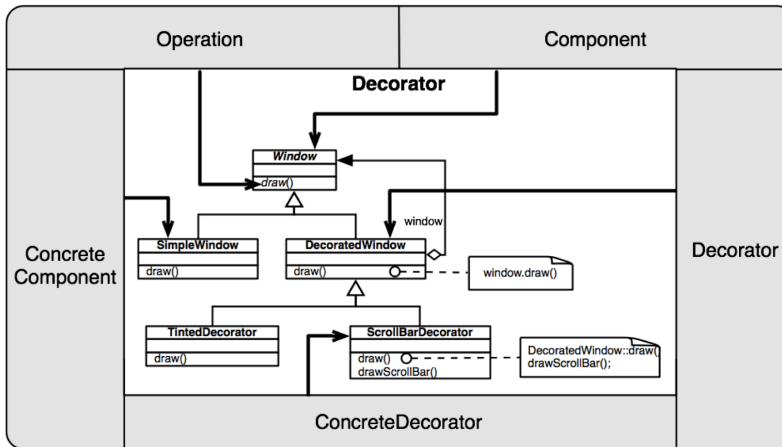 Operation
Component
Decorator
Window
draw()
window
Concrete
Component
SimpleWindow
draw()
DecoratedWindow
draw()
window.draw()
Decorator
TintedDecorator
draw()
ScrollBarDecorator
draw()
drawScrollBar()
DecoratedWindow::draw()
drawScrollBar();
ConcreteDecorator